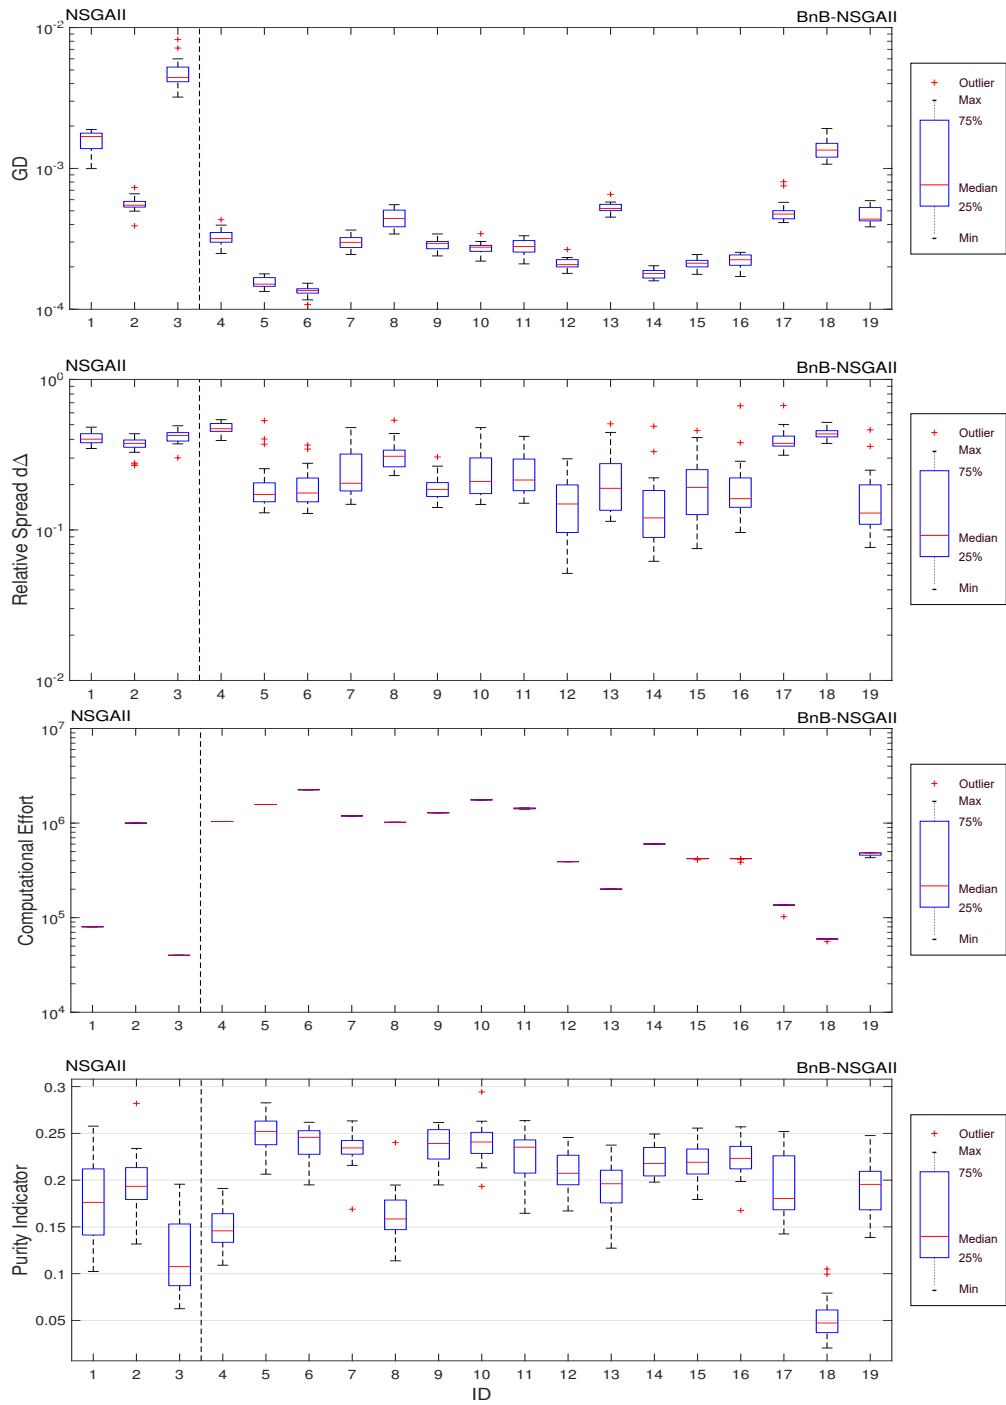 NSGAII BnB-NSGAII
10^-2
10^-3
10^-4
GD
1 2 3 4 5 6 7 8 9 10 11 12 13 14 15 16 17 18 19
Outlier
Max
75%
Median
25%
Min
NSGAII BnB-NSGAII
10^0
10^-1
10^-2
Relative Spread dΔ
1 2 3 4 5 6 7 8 9 10 11 12 13 14 15 16 17 18 19
Outlier
Max
75%
Median
25%
Min
NSGAII BnB-NSGAII
10^7
10^6
10^5
10^4
Computational Effort
1 2 3 4 5 6 7 8 9 10 11 12 13 14 15 16 17 18 19
Outlier
Max
75%
Median
25%
Min
NSGAII BnB-NSGAII
0.3
0.25
0.2
0.15
0.1
0.05
Purity Indicator
1 2 3 4 5 6 7 8 9 10 11 12 13 14 15 16 17 18 19
ID
Outlier
Max
75%
Median
25%
Min